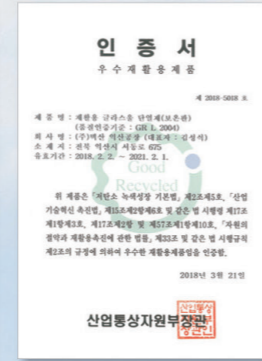 인 증 서
우수재활용제품
제 2018-5018 호
제 품 명 : 재활용 글라스울 단열재(보온판)
(품질인증기준 : GR L 2004)
회 사 명 : (주)벽산 익산공장 (대표자 : 김성식)
소 재 지 : 전북 익산시 서동로 675
유효기간 : 2018. 2. 2. ~ 2021. 2. 1.
Good
Recycled
위 제품은 「저탄소 녹색성장 기본법」 제2조제5호, 「산업
기술혁신 촉진법」 제15조제2항제6호 및 같은 법 시행령 제17조
제1항제3호, 제17조제2항 및 제57조제1항제10호, 「자원의
절약과 재활용촉진에 관한 법률」 제33조 및 같은 법 시행규칙
제2조의 규정에 의하여 우수한 재활용제품임을 인증함.
2018년 3월 21일
산업통상자원부장관